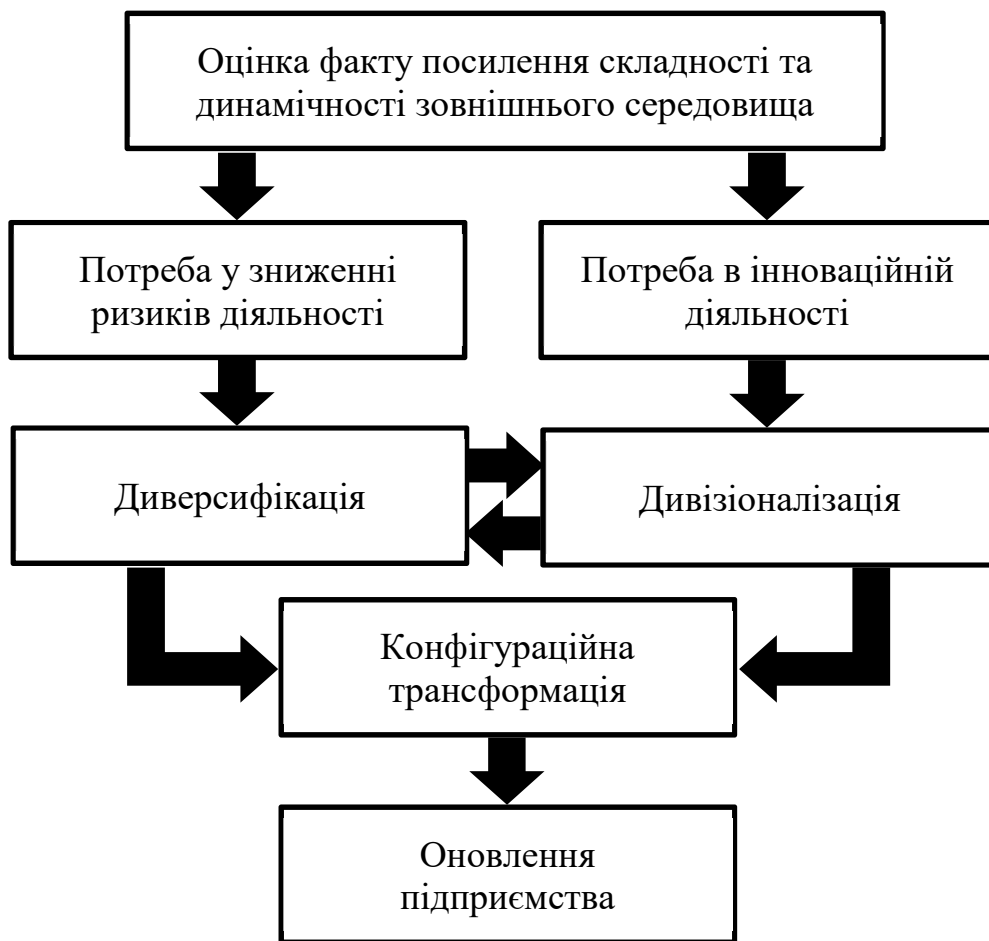 Оцінка факту посилення складності та
динамічності зовнішнього середовища
Потреба у зниженні
ризиків діяльності
Потреба в інноваційній
діяльності
Диверсифікація
Дивізіоналізація
Конфігураційна
трансформація
Оновлення
підприємства